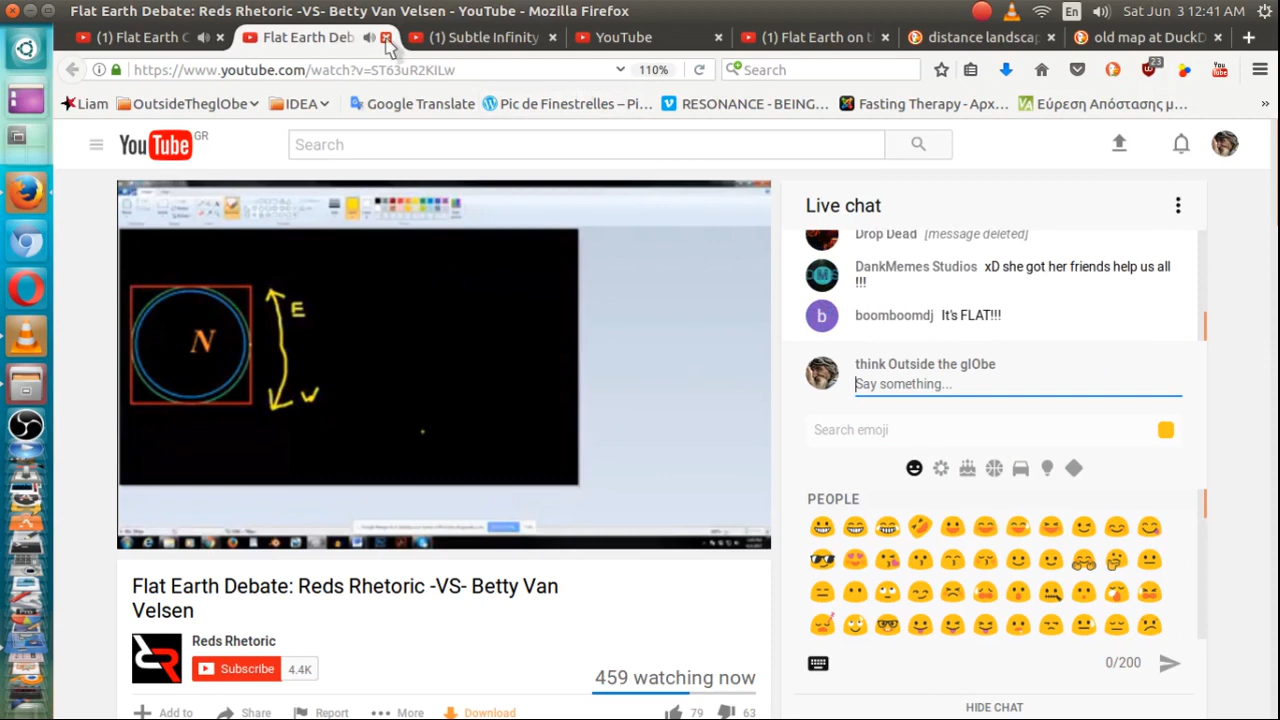 Flat Earth Debate: Reds Rhetoric -VS- Betty Van Velsen - YouTube - Mozilla Firefox
En
Sat Jun 3 12:41 AM
(1) Flat Earth C
Flat Earth Deb
(1) Subtle Infinity
YouTube
(1) Flat Earth on t
distance landsca
old map at DuckD
https://www.youtube.com/watch?v=ST63uR2KILw
110%
Search
23
You
Tube
Liam
OutsideTheglObe
IDEA
Google Translate
Pic de Finestrelles – Pi...
RESONANCE - BEING...
Fasting Therapy - Apx...
Εύρεση Απόστασης μ...
YouTube GR
Search
Live chat
Drop Dead [message deleted]
DankMemes Studios xD she got her friends help us all
!!!
b
boomboomdj It's FLAT!!!
think Outside the glObe
Say something...
Search emoji
PEOPLE
N
E
W
0/200
HIDE CHAT
Flat Earth Debate: Reds Rhetoric -VS- Betty Van
Velsen
Reds Rhetoric
Subscribe 4.4K
459 watching now
Add to
Share
Report
More
Download
79
63